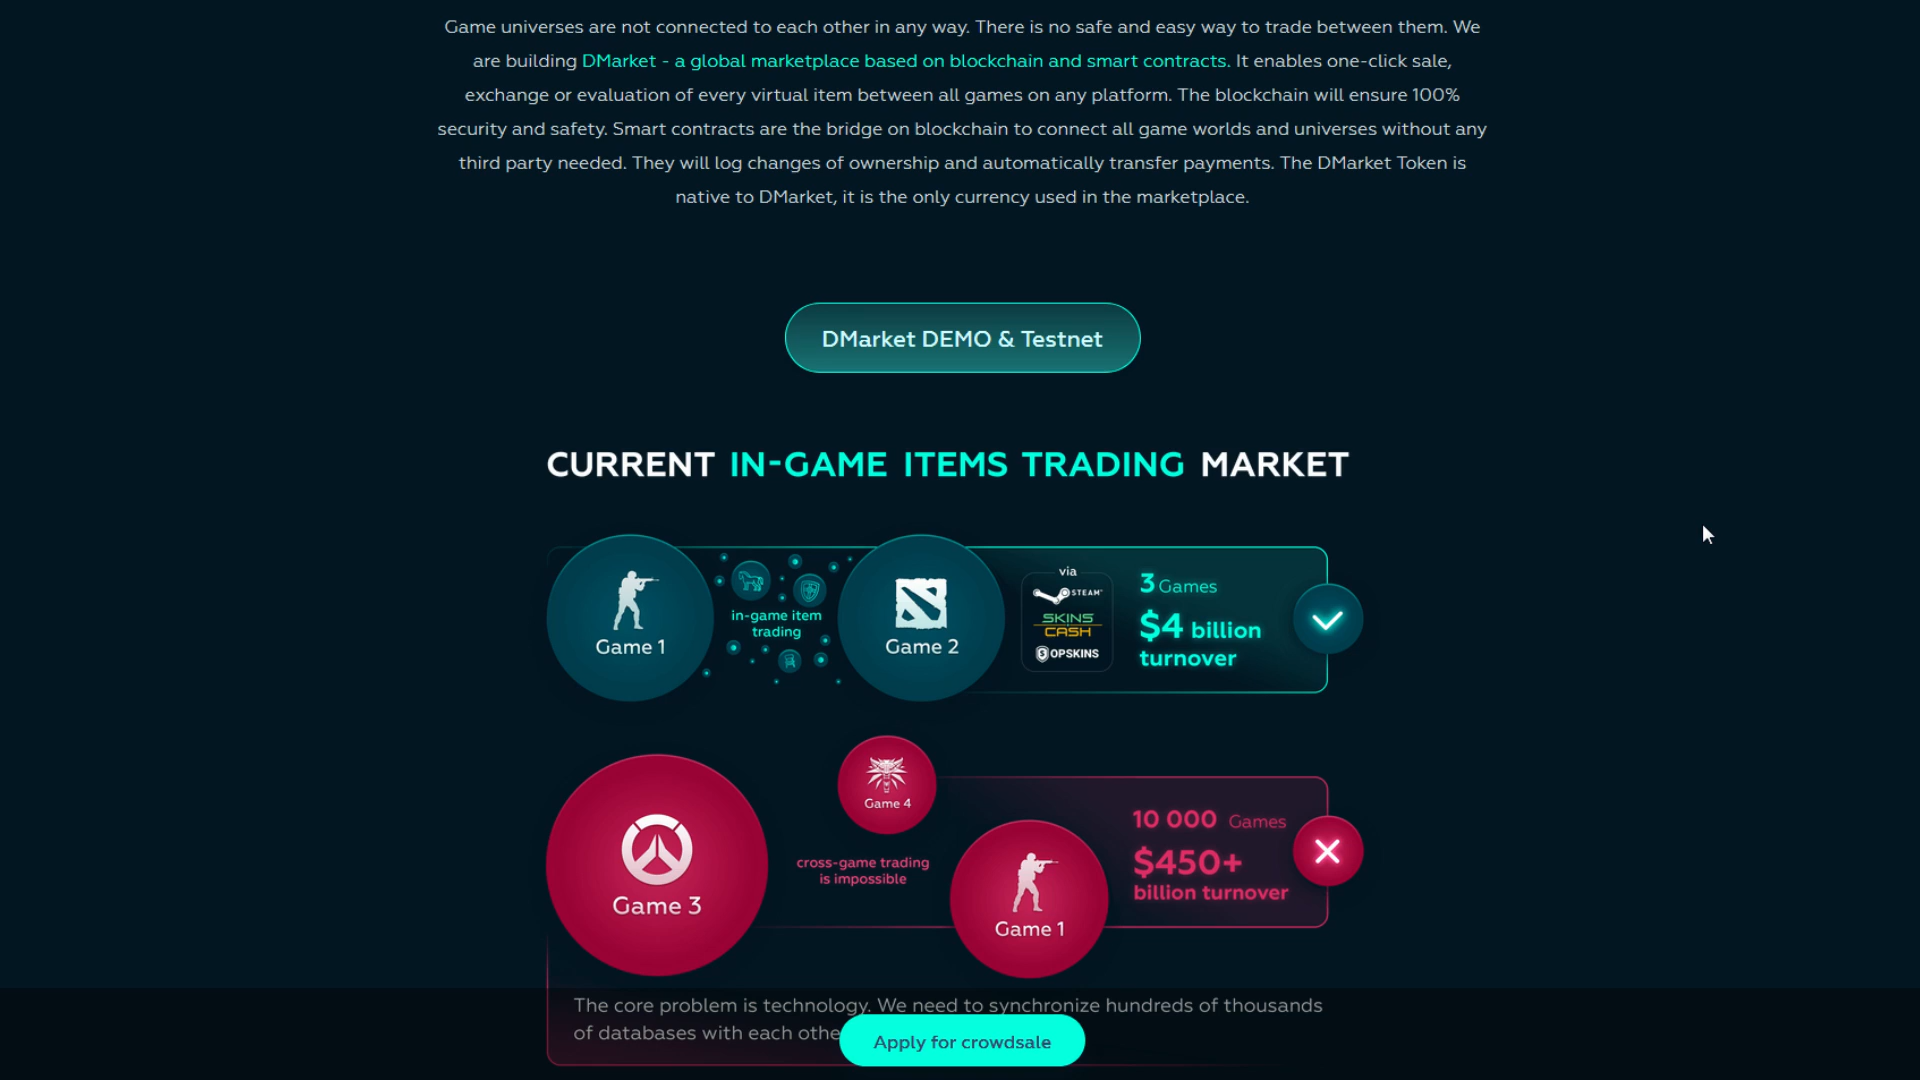 Game universes are not connected to each other in any way. There is no safe and easy way to trade between them. We
are building DMarket - a global marketplace based on blockchain and smart contracts. It enables one-click sale,
exchange or evaluation of every virtual item between all games on any platform. The blockchain will ensure 100%
security and safety. Smart contracts are the bridge on blockchain to connect all game worlds and universes without any
third party needed. They will log changes of ownership and automatically transfer payments. The DMarket Token is
native to DMarket, it is the only currency used in the marketplace.
DMarket DEMO & Testnet
CURRENT IN-GAME ITEMS TRADING MARKET
Game 1
in-game item
trading
Game 2
via
STEAM
SKINS
CASH
OPSKINS
3 Games
$4 billion
turnover
Game 3
Game 4
cross-game trading
is impossible
Game 1
10 000 Games
$450+
billion turnover
The core problem is technology. We need to synchronize hundreds of thousands
of databases with each othe
Apply for crowdsale